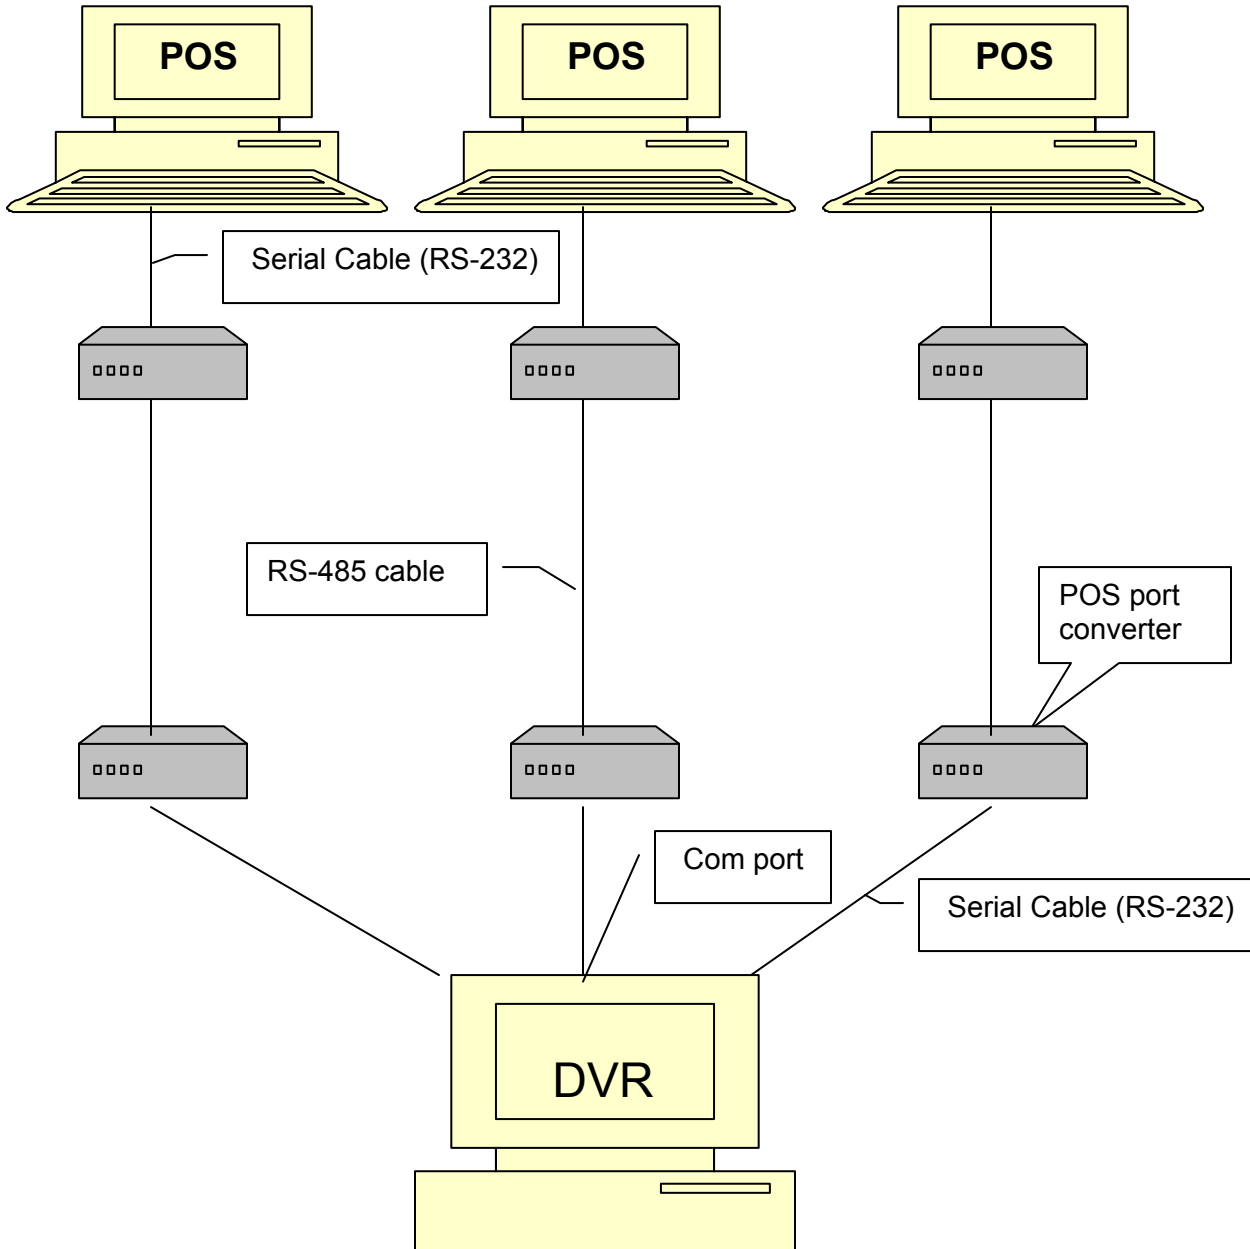 POS
POS
POS
Serial Cable (RS-232)
RS-485 cable
POS port
converter
Com port
Serial Cable (RS-232)
DVR